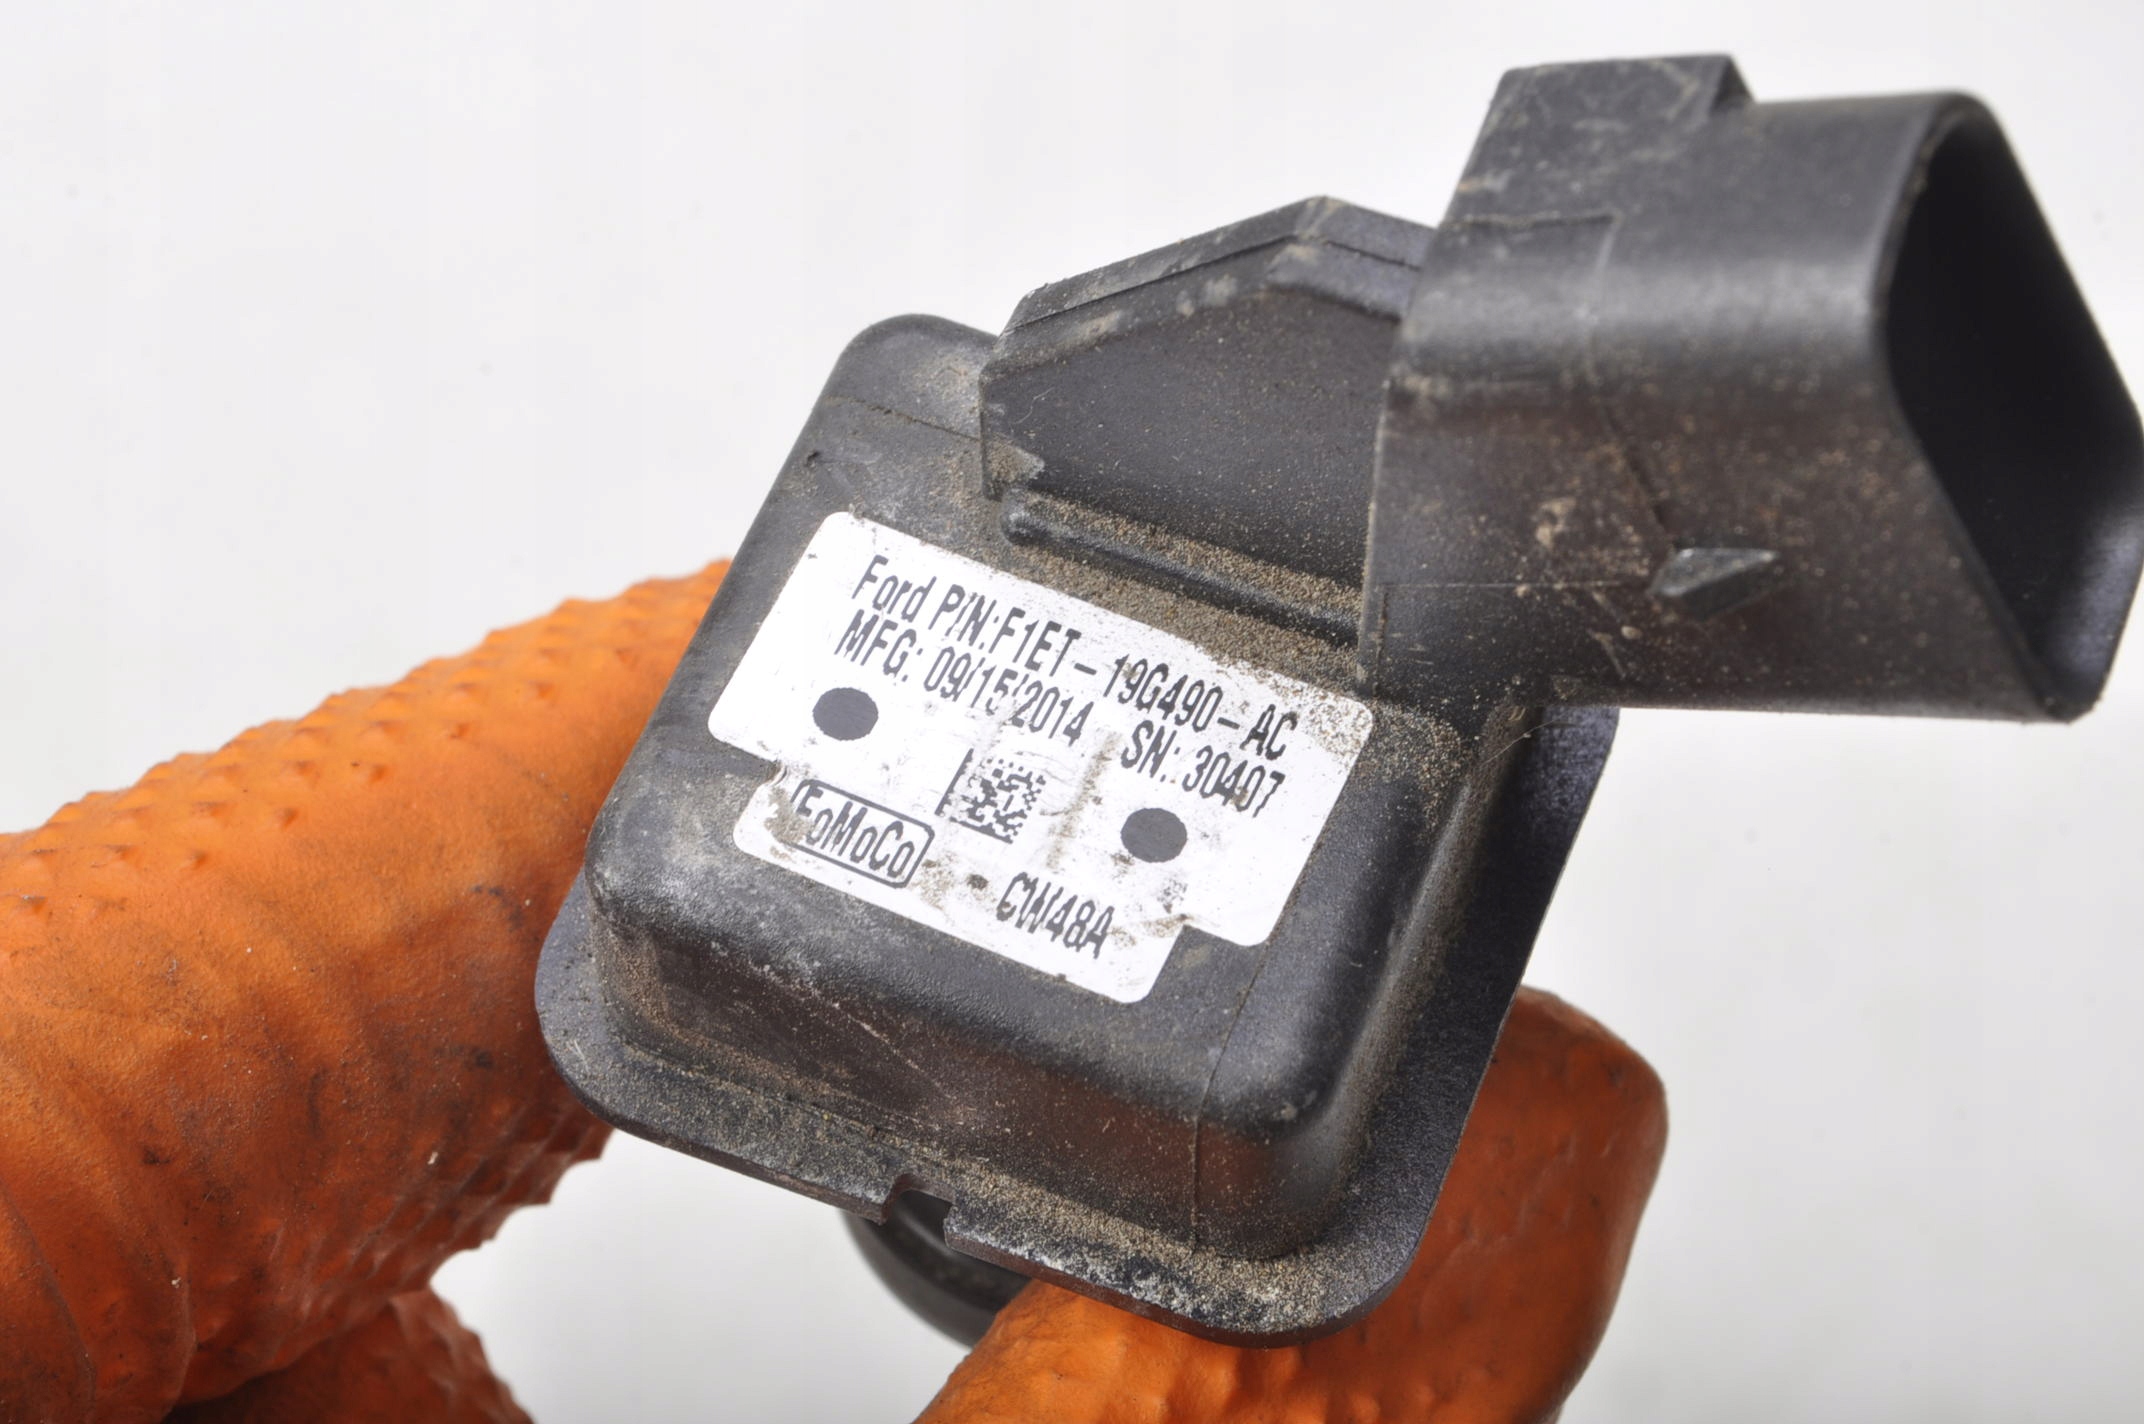 Ford P/N:F1ET-19G490-AC
MFG: 09/15/2014 SN: 30407
FoMoCo
CW48A